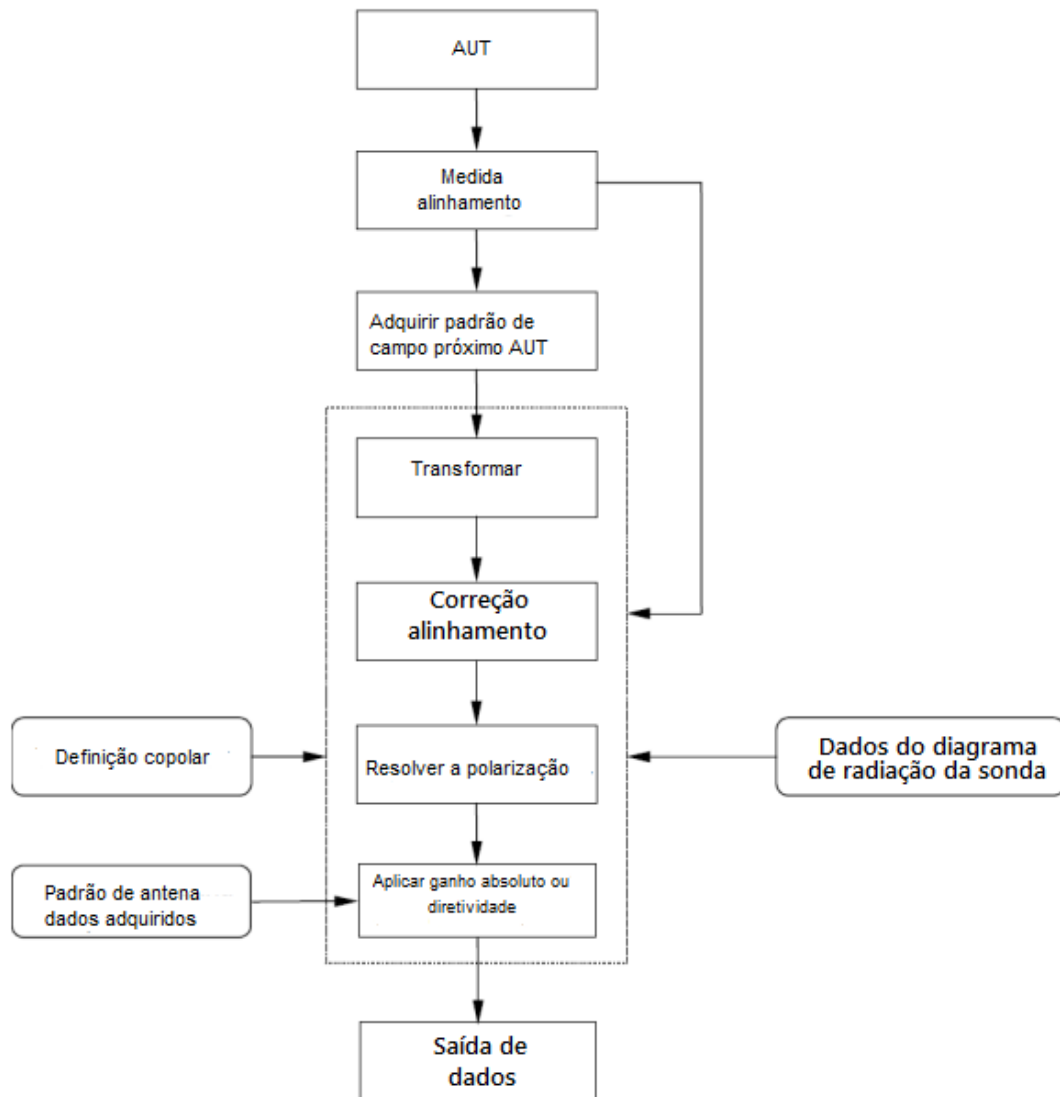 AUT
Medida
alinhamento
Adquirir padrão de
campo próximo AUT
Transformar
Correção
alinhamento
Definição copolar
Resolver a polarização
Dados do diagrama
de radiação da sonda
Padrão de antena
dados adquiridos
Aplicar ganho absoluto ou
diretividade
Saída de
dados